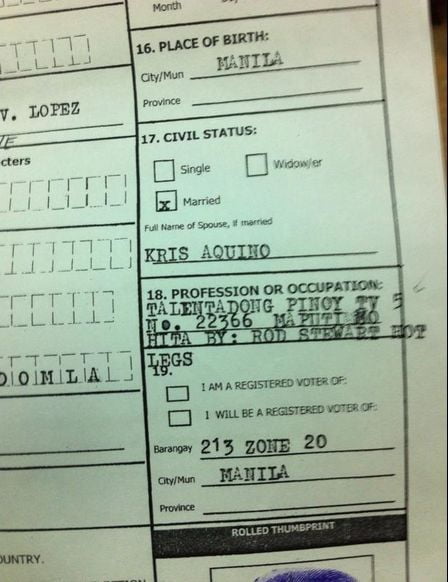 Month
16. PLACE OF BIRTH:
City/Mun MANILA
Province
V. LOPEZ
cters
17. CIVIL STATUS:
Single Widow/er
x Married
Full Name of Spouse, if married
KRIS AQUINO
18. PROFESSION OR OCCUPATION:
TALENTADONG PINOY TV 5
No. 22366 MAPUTI MO
HITA BY: ROD STEWART HOT
LEGS
19.
I AM A REGISTERED VOTER OF:
I WILL BE A REGISTERED VOTER OF:
OOMLA
Barangay 213 ZONE 20
City/Mun MANILA
Province
ROLLED THUMBPRINT
OUNTRY.